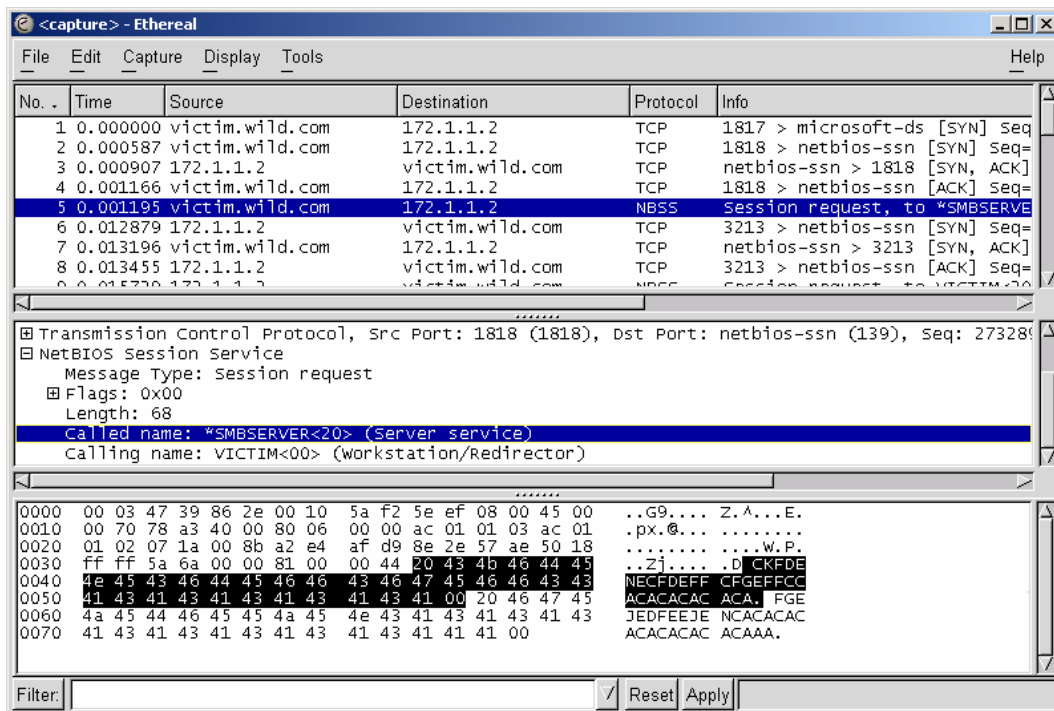 <capture> - Ethereal
File Edit Capture Display Tools Help
No. Time Source Destination Protocol Info
1 0.000000 victim.wild.com 172.1.1.2 TCP 1817 > microsoft-ds [SYN] Seq
2 0.000587 victim.wild.com 172.1.1.2 TCP 1818 > netbios-ssn [SYN] Seq=
3 0.000907 172.1.1.2 victim.wild.com TCP netbios-ssn > 1818 [SYN, ACK]
4 0.001166 victim.wild.com 172.1.1.2 TCP 1818 > netbios-ssn [ACK] Seq=
5 0.001195 victim.wild.com 172.1.1.2 NBSS Session request, to *SMBSERVE
6 0.012879 172.1.1.2 victim.wild.com TCP 3213 > netbios-ssn [SYN] Seq=
7 0.013196 victim.wild.com 172.1.1.2 TCP netbios-ssn > 3213 [SYN, ACK]
8 0.013455 172.1.1.2 victim.wild.com TCP 3213 > netbios-ssn [ACK] Seq=
9 0.015739 172.1.1.2 victim.wild.com NBSS Session request, to VICTIM<20
Transmission Control Protocol, Src Port: 1818 (1818), Dst Port: netbios-ssn (139), Seq: 273289
NetBIOS Session Service
Message Type: Session request
Flags: 0x00
Length: 68
Called name: *SMBSERVER<20> (Server service)
Calling name: VICTIM<00> (Workstation/Redirector)
0000 00 03 47 39 86 2e 00 10 5a f2 5e ef 08 00 45 00 ..G9.... Z.^...E.
0010 00 70 78 a3 40 00 80 06 00 00 ac 01 01 03 ac 01 .px.@... ........
0020 01 02 07 1a 00 8b a2 e4 af d9 8e 2e 57 ae 50 18 ........ ....W.P.
0030 ff ff 5a 6a 00 00 81 00 00 44 20 43 4b 46 44 45 ..Zj.... .D CKFDE
0040 4e 45 43 46 44 45 46 46 43 46 47 45 46 46 43 43 NECFDEFF CFGEFFCC
0050 41 43 41 43 41 43 41 43 41 43 41 00 20 46 47 45 ACACACAC ACA. FGE
0060 4a 45 44 46 45 45 4a 45 4e 43 41 43 41 43 41 43 JEDFEEJE NCACACAC
0070 41 43 41 43 41 43 41 43 41 43 41 41 41 00 ACACACAC ACAAA.
Filter: Reset Apply